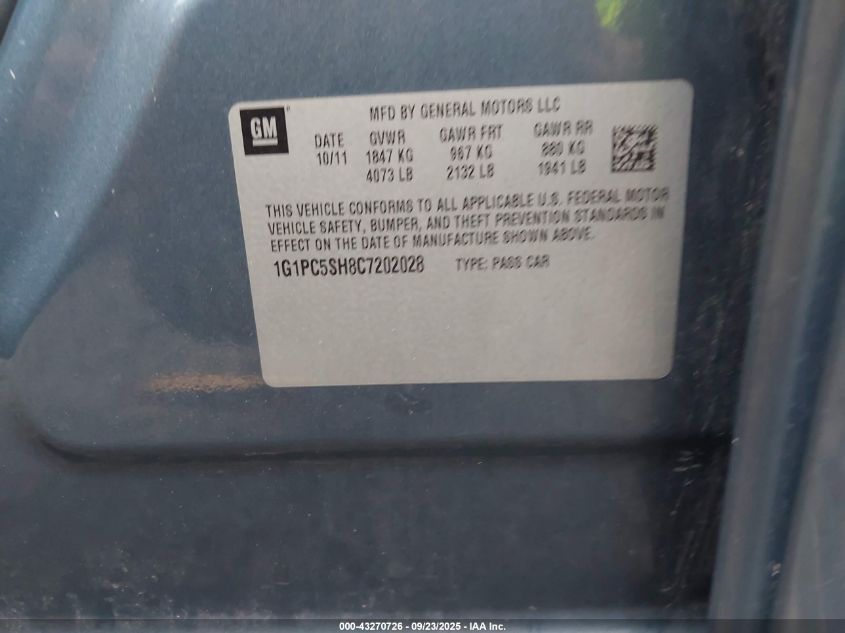 GM
MFD BY GENERAL MOTORS LLC
DATE GVWR GAWR FRT GAWR RR
10/11 1847 KG 967 KG 880 KG
4073 LB 2132 LB 1941 LB
THIS VEHICLE CONFORMS TO ALL APPLICABLE U.S. FEDERAL MOTOR
VEHICLE SAFETY, BUMPER, AND THEFT PREVENTION STANDARDS IN
EFFECT ON THE DATE OF MANUFACTURE SHOWN ABOVE.
1G1PC5SH8C7202028 TYPE: PASS CAR
000-43270726 - 09/23/2025 - IAA Inc.